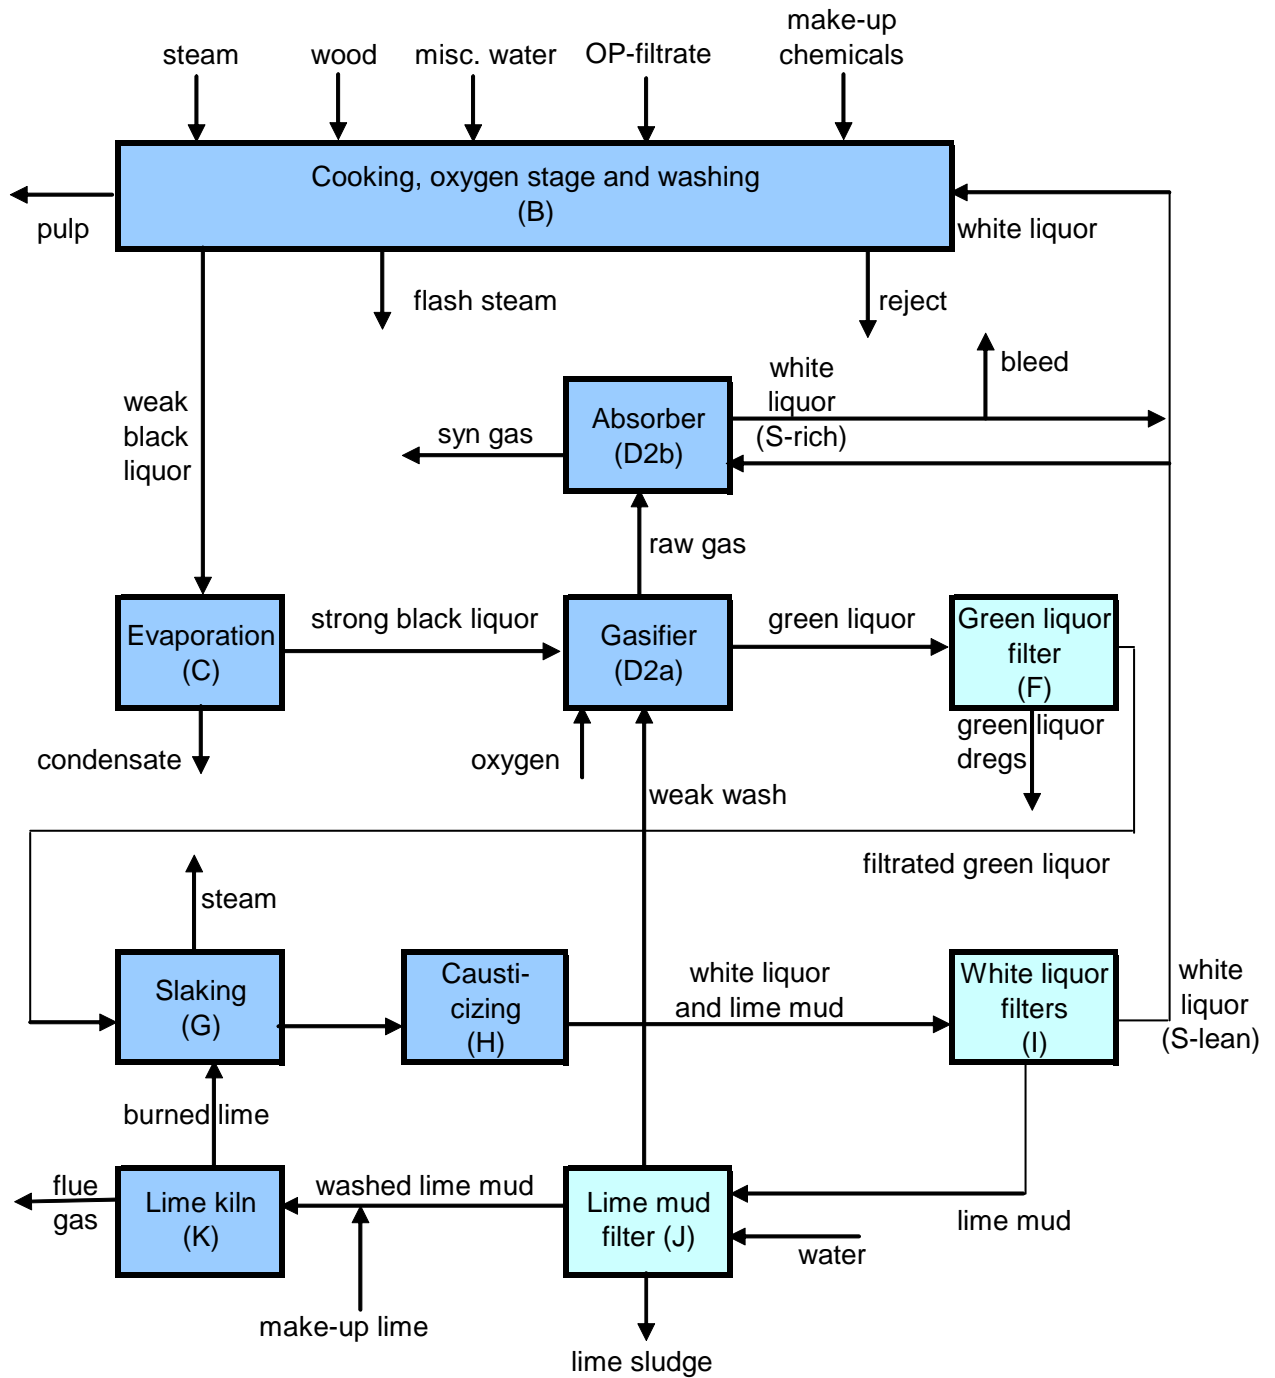 steam
wood
misc. water
OP-filtrate
make-up
chemicals
Cooking, oxygen stage and washing
(B)
pulp
white liquor
flash steam
reject
weak
black
liquor
syn gas
Absorber
(D2b)
white
liquor
(S-rich)
bleed
raw gas
Evaporation
(C)
strong black liquor
Gasifier
(D2a)
green liquor
Green liquor
filter
(F)
condensate
oxygen
weak wash
green liquor
dregs
filtrated green liquor
steam
Slaking
(G)
Causti-
cizing
(H)
white liquor
and lime mud
White liquor
filters
(I)
white
liquor
(S-lean)
burned lime
flue
gas
Lime kiln
(K)
washed lime mud
Lime mud
filter (J)
lime mud
water
make-up lime
lime sludge